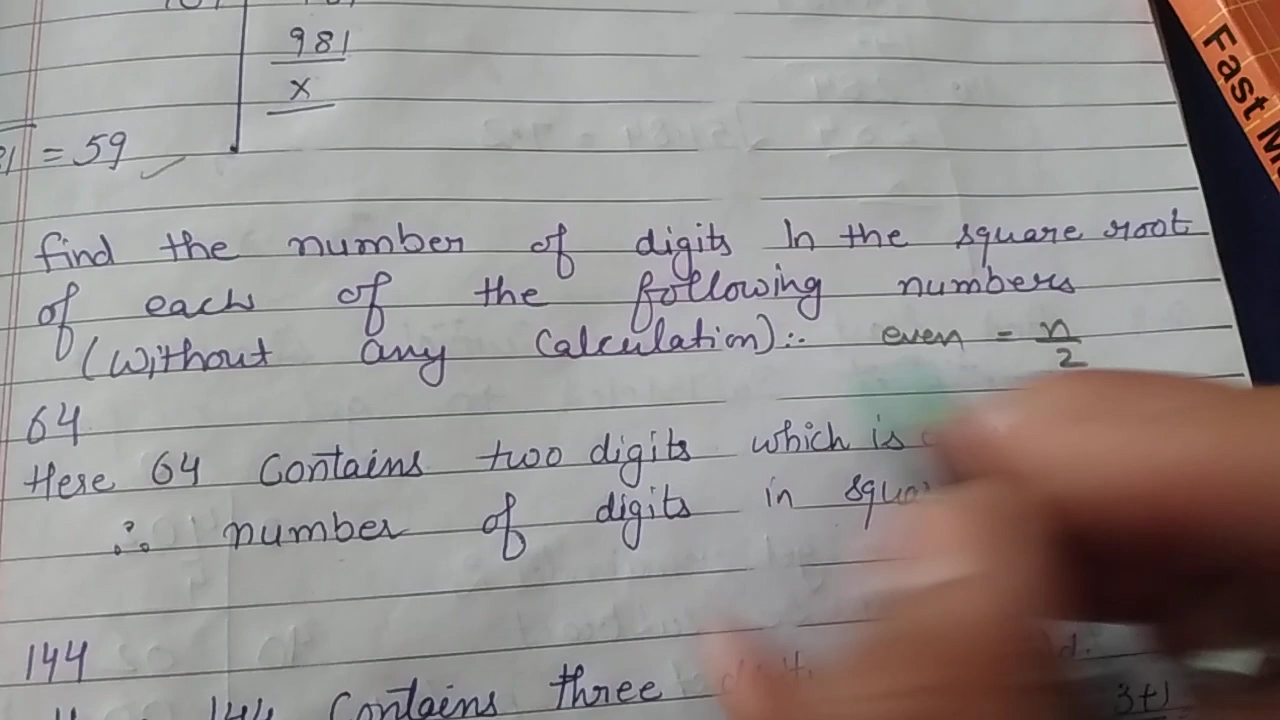 981
x
= 59
find the number of digits In the square root
of each of the following numbers
(Without any Calculation):- even = n/2
64
Here 64 Contains two digits which is
∴ number of digits in
144
144 Contains three
3+1
Fast